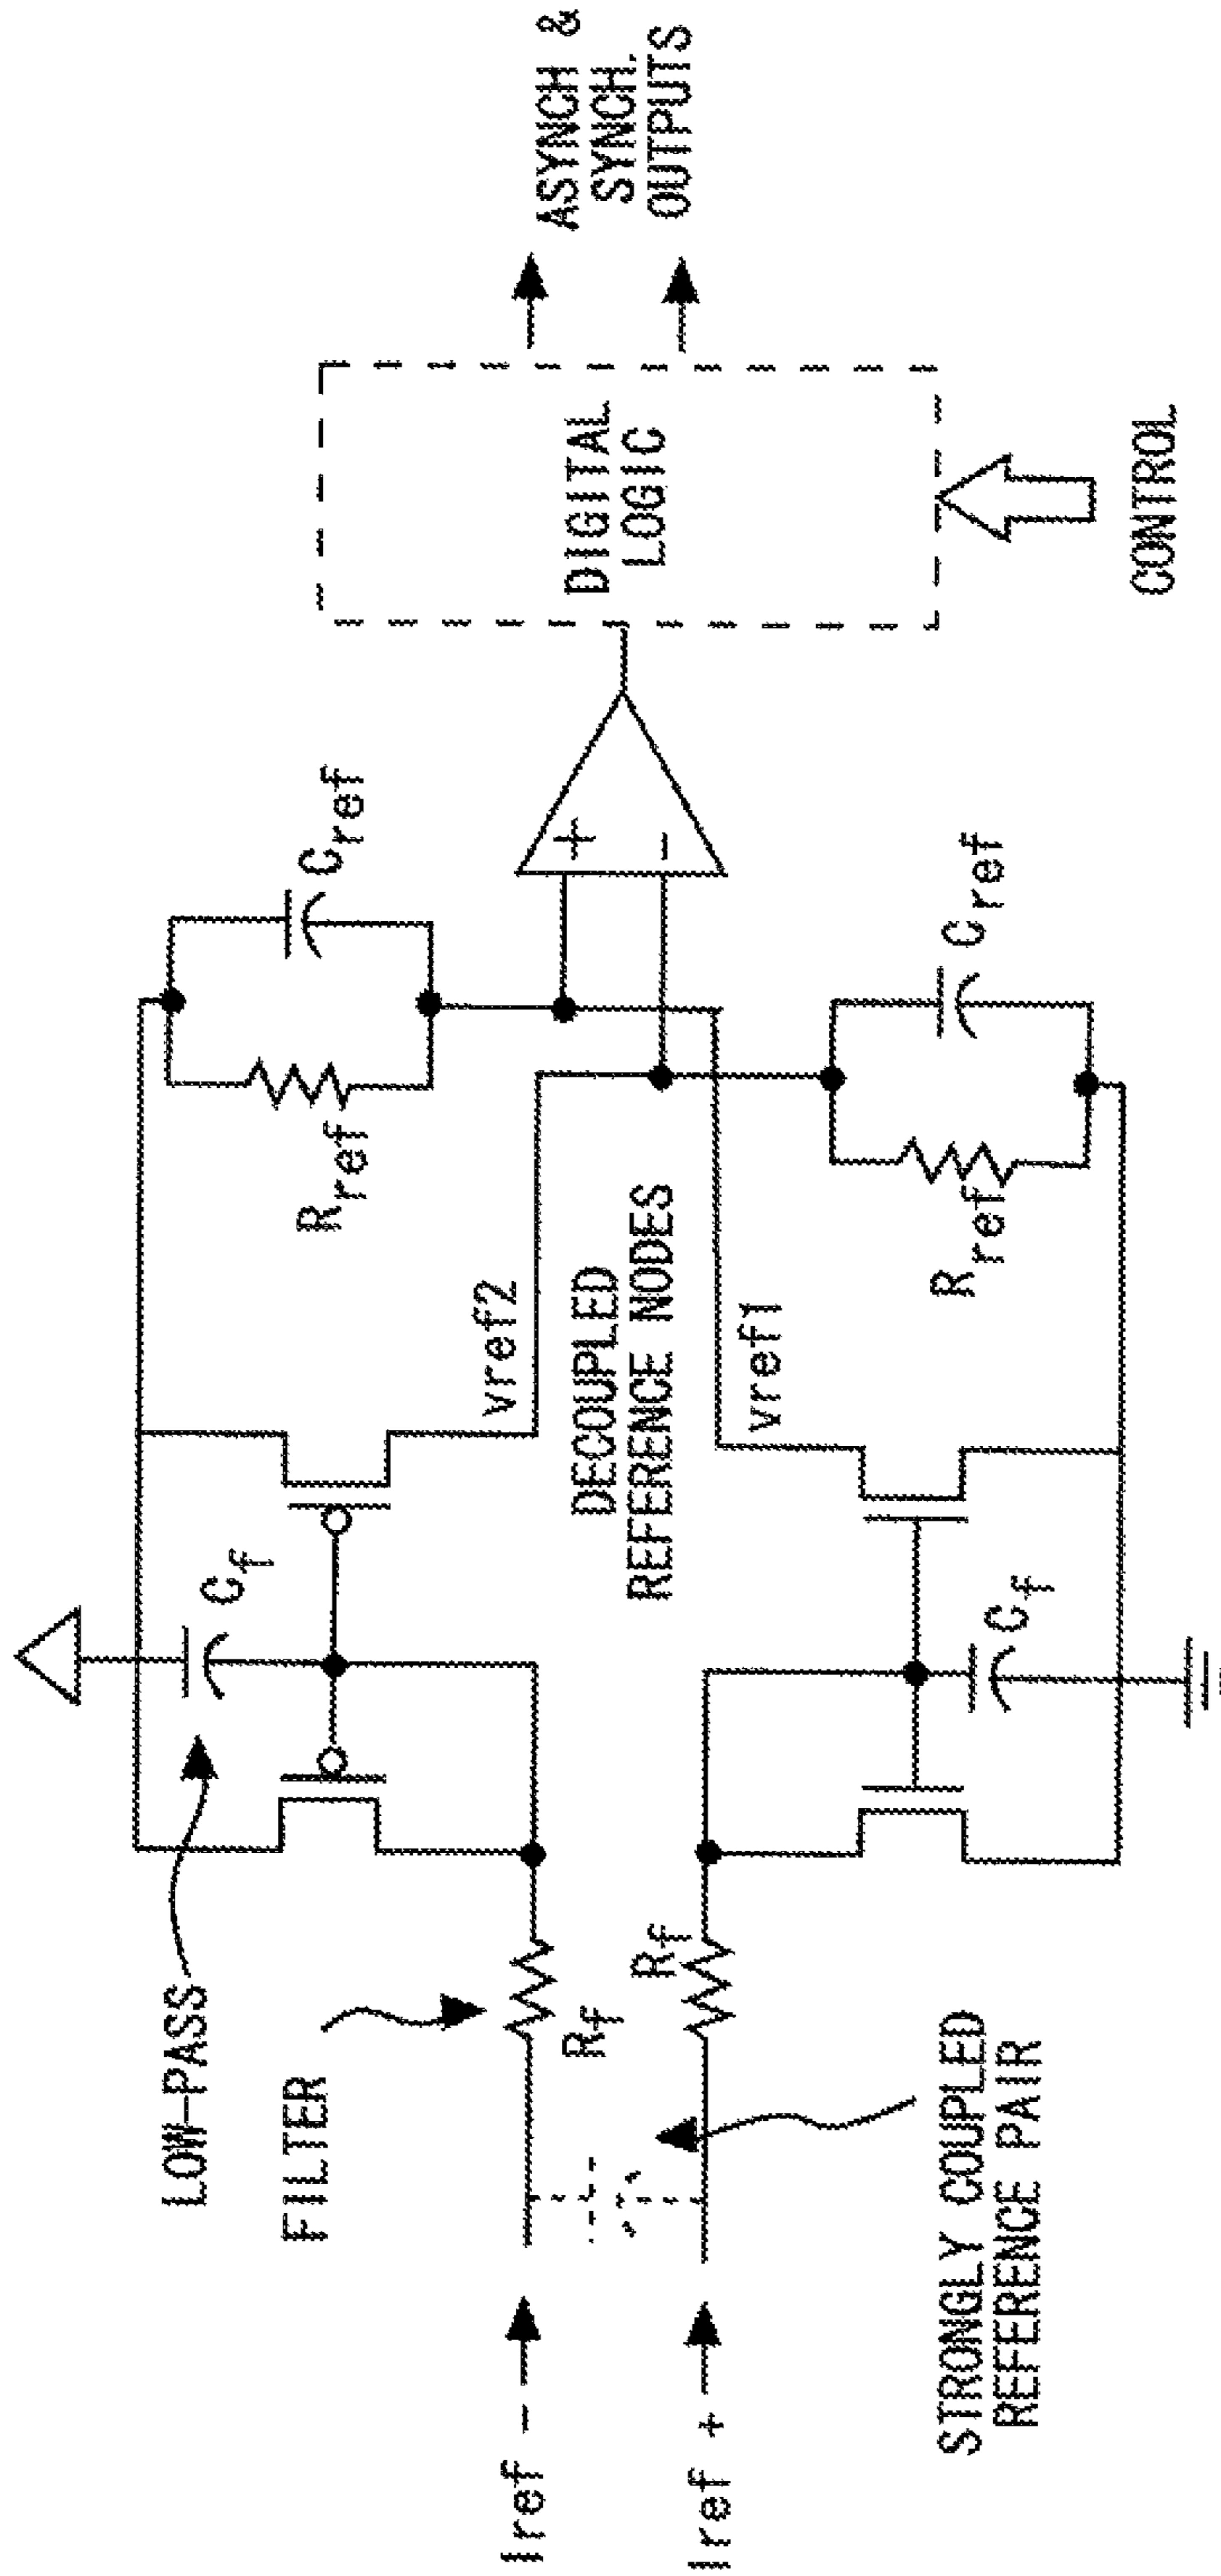 Iref -
Iref +
LOW-PASS
FILTER
STRONGLY COUPLED
REFERENCE PAIR
Rf
Rf
Cf
Cf
vref2
DECOUPLED
REFERENCE NODES
vref1
Rref
Cref
Rref
Cref
+
-
DIGITAL
LOGIC
CONTROL
ASYNCH &
SYNCH.
OUTPUTS